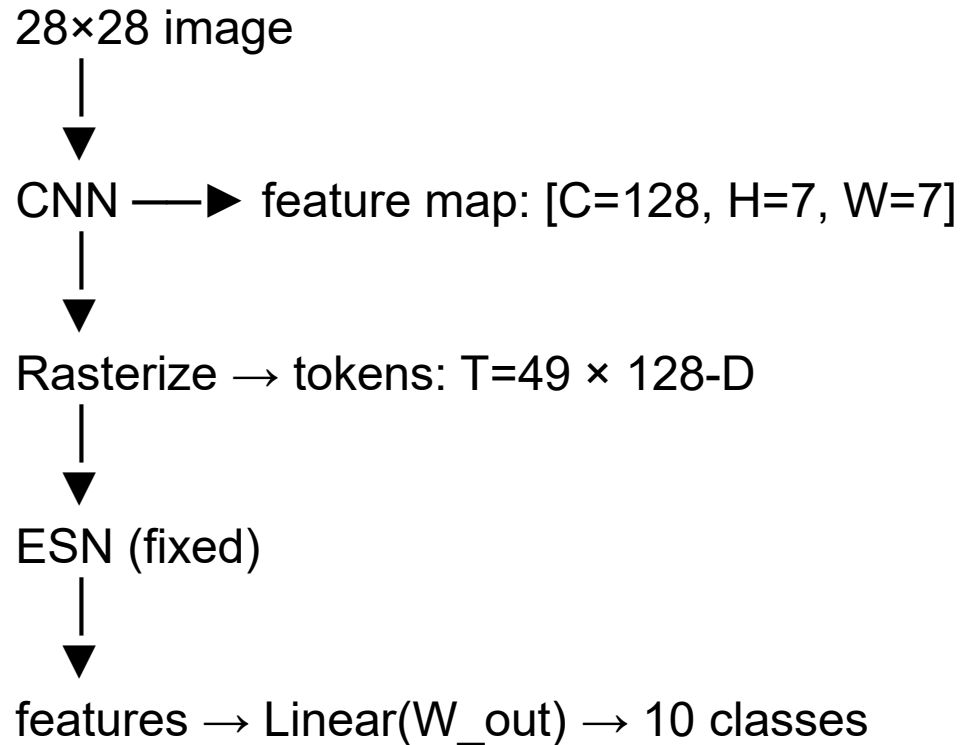 28×28 image
CNN ──► feature map: [C=128, H=7, W=7]
Rasterize → tokens: T=49 × 128-D
ESN (fixed)
features → Linear(W_out) → 10 classes